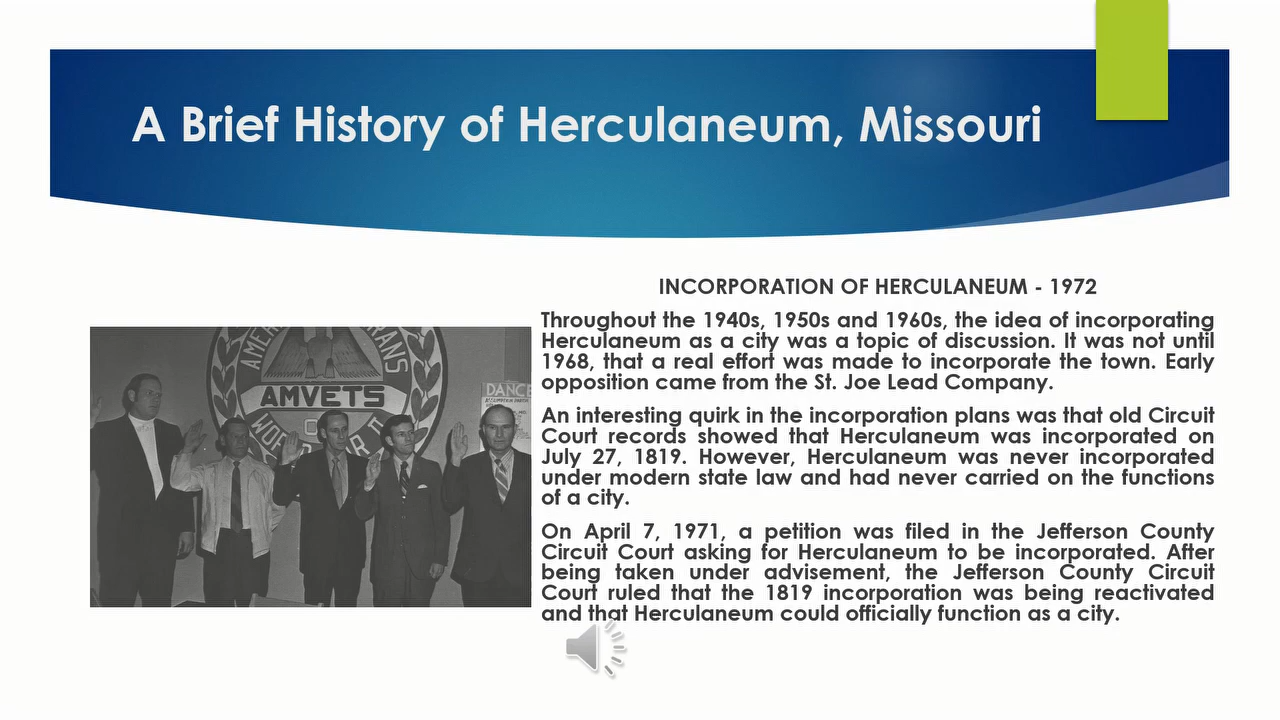 A Brief History of Herculaneum, Missouri
INCORPORATION OF HERCULANEUM - 1972
Throughout the 1940s, 1950s and 1960s, the idea of incorporating
Herculaneum as a city was a topic of discussion. It was not until
1968, that a real effort was made to incorporate the town. Early
opposition came from the St. Joe Lead Company.
An interesting quirk in the incorporation plans was that old Circuit
Court records showed that Herculaneum was incorporated on
July 27, 1819. However, Herculaneum was never incorporated
under modern state law and had never carried on the functions
of a city.
On April 7, 1971, a petition was filed in the Jefferson County
Circuit Court asking for Herculaneum to be incorporated. After
being taken under advisement, the Jefferson County Circuit
Court ruled that the 1819 incorporation was being reactivated
and that Herculaneum could officially function as a city.
AMVETS
DANCE